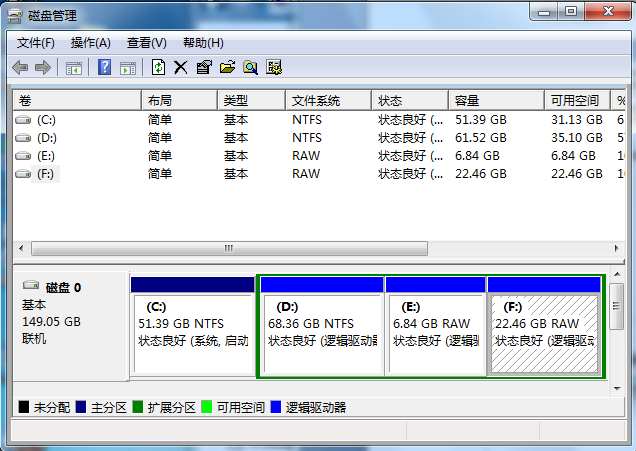 磁盘管理
文件(F) 操作(A) 查看(V) 帮助(H)
卷 布局 类型 文件系统 状态 容量 可用空间 %
(C:) 简单 基本 NTFS 状态良好 (... 51.39 GB 31.13 GB 6
(D:) 简单 基本 NTFS 状态良好 (... 61.52 GB 35.10 GB 57
(E:) 简单 基本 RAW 状态良好 (... 6.84 GB 6.84 GB 10
(F:) 简单 基本 RAW 状态良好 (... 22.46 GB 22.46 GB 10
磁盘 0
基本
149.05 GB
联机
(C:)
51.39 GB NTFS
状态良好 (系统, 启动
(D:)
68.36 GB NTFS
状态良好 (逻辑驱动器
(E:)
6.84 GB RAW
状态良好 (逻辑驱
(F:)
22.46 GB RAW
状态良好 (逻辑驱动
未分配 主分区 扩展分区 可用空间 逻辑驱动器